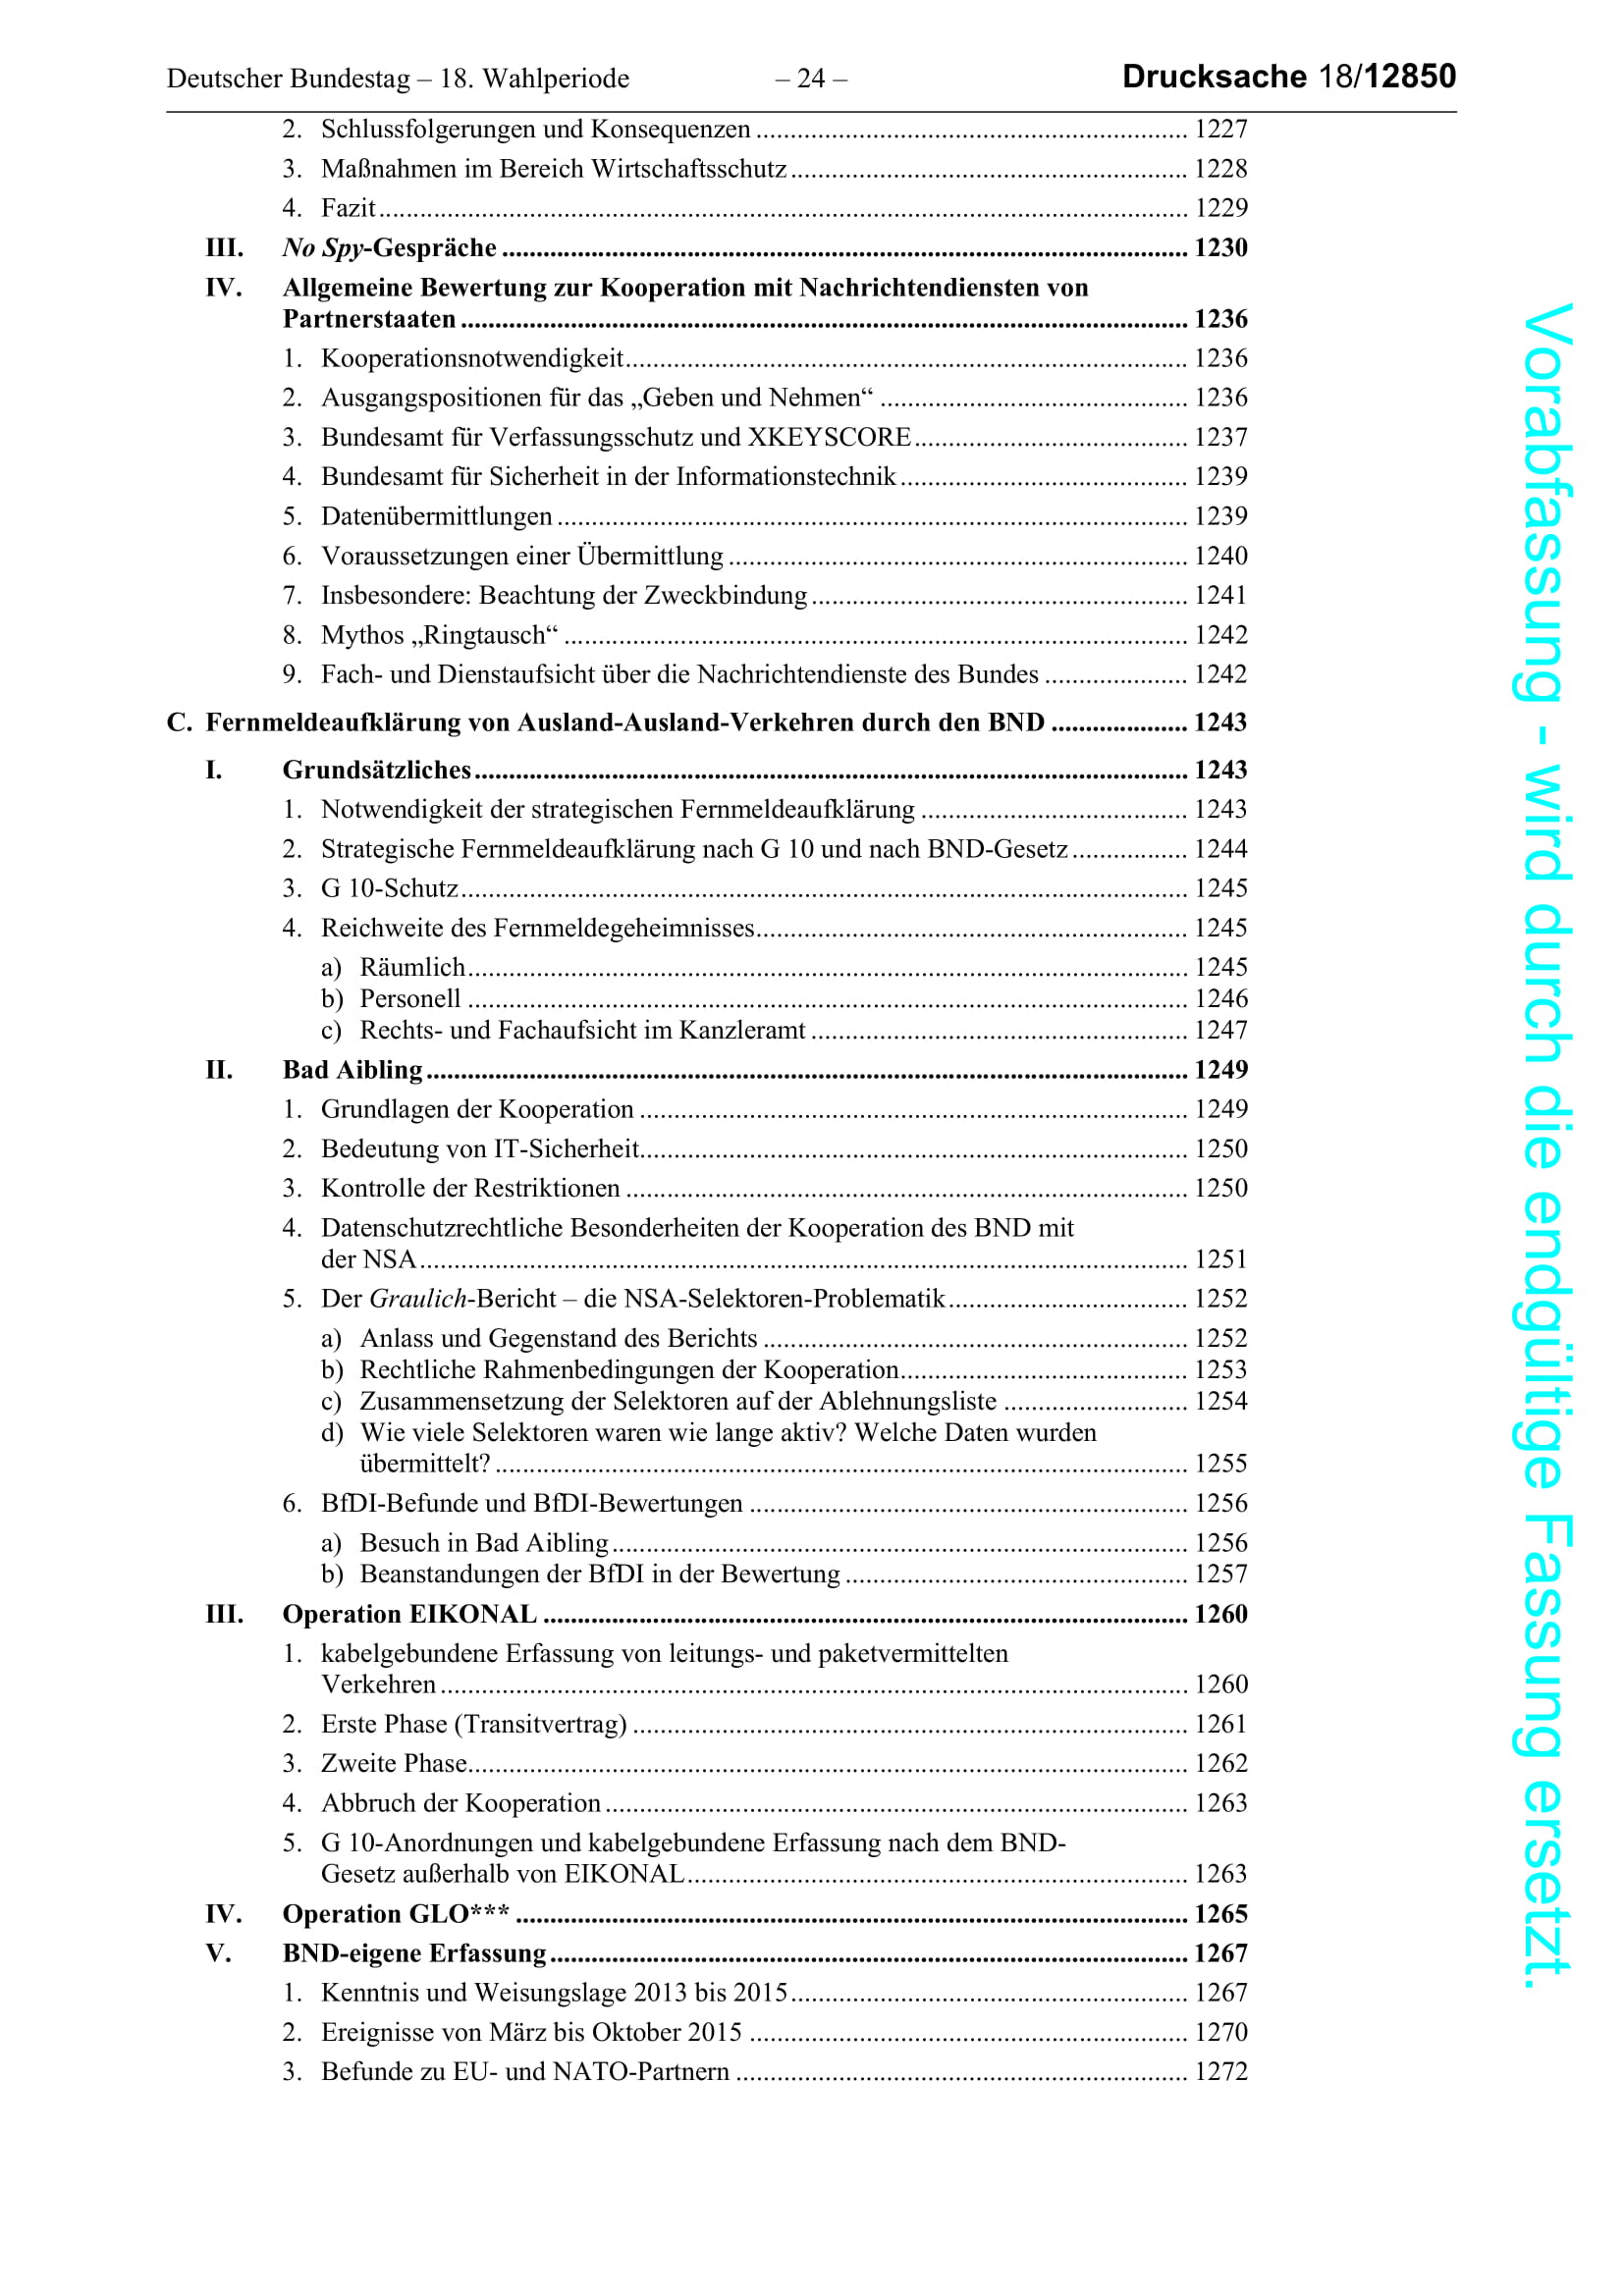 Deutscher Bundestag – 18. Wahlperiode – 24 – Drucksache 18/12850
2. Schlussfolgerungen und Konsequenzen ........ 1227
3. Maßnahmen im Bereich Wirtschaftsschutz ........ 1228
4. Fazit ........ 1229
III. No Spy-Gespräche ........ 1230
IV. Allgemeine Bewertung zur Kooperation mit Nachrichtendiensten von
Partnerstaaten ........ 1236
1. Kooperationsnotwendigkeit ........ 1236
2. Ausgangspositionen für das „Geben und Nehmen“ ........ 1236
3. Bundesamt für Verfassungsschutz und XKEYSCORE ........ 1237
4. Bundesamt für Sicherheit in der Informationstechnik ........ 1239
5. Datenübermittlungen ........ 1239
6. Voraussetzungen einer Übermittlung ........ 1240
7. Insbesondere: Beachtung der Zweckbindung ........ 1241
8. Mythos „Ringtausch“ ........ 1242
9. Fach- und Dienstaufsicht über die Nachrichtendienste des Bundes ........ 1242
C. Fernmeldeaufklärung von Ausland-Ausland-Verkehren durch den BND ........ 1243
I. Grundsätzliches ........ 1243
1. Notwendigkeit der strategischen Fernmeldeaufklärung ........ 1243
2. Strategische Fernmeldeaufklärung nach G 10 und nach BND-Gesetz ........ 1244
3. G 10-Schutz ........ 1245
4. Reichweite des Fernmeldegeheimnisses ........ 1245
a) Räumlich ........ 1245
b) Personell ........ 1246
c) Rechts- und Fachaufsicht im Kanzleramt ........ 1247
II. Bad Aibling ........ 1249
1. Grundlagen der Kooperation ........ 1249
2. Bedeutung von IT-Sicherheit ........ 1250
3. Kontrolle der Restriktionen ........ 1250
4. Datenschutzrechtliche Besonderheiten der Kooperation des BND mit
der NSA ........ 1251
5. Der Graulich-Bericht – die NSA-Selektoren-Problematik ........ 1252
a) Anlass und Gegenstand des Berichts ........ 1252
b) Rechtliche Rahmenbedingungen der Kooperation ........ 1253
c) Zusammensetzung der Selektoren auf der Ablehnungsliste ........ 1254
d) Wie viele Selektoren waren wie lange aktiv? Welche Daten wurden
übermittelt? ........ 1255
6. BfDI-Befunde und BfDI-Bewertungen ........ 1256
a) Besuch in Bad Aibling ........ 1256
b) Beanstandungen der BfDI in der Bewertung ........ 1257
III. Operation EIKONAL ........ 1260
1. kabelgebundene Erfassung von leitungs- und paketvermittelten
Verkehren ........ 1260
2. Erste Phase (Transitvertrag) ........ 1261
3. Zweite Phase ........ 1262
4. Abbruch der Kooperation ........ 1263
5. G 10-Anordnungen und kabelgebundene Erfassung nach dem BND-
Gesetz außerhalb von EIKONAL ........ 1263
IV. Operation GLO*** ........ 1265
V. BND-eigene Erfassung ........ 1267
1. Kenntnis und Weisungslage 2013 bis 2015 ........ 1267
2. Ereignisse von März bis Oktober 2015 ........ 1270
3. Befunde zu EU- und NATO-Partnern ........ 1272
Vorabfassung - wird durch die endgültige Fassung ersetzt.